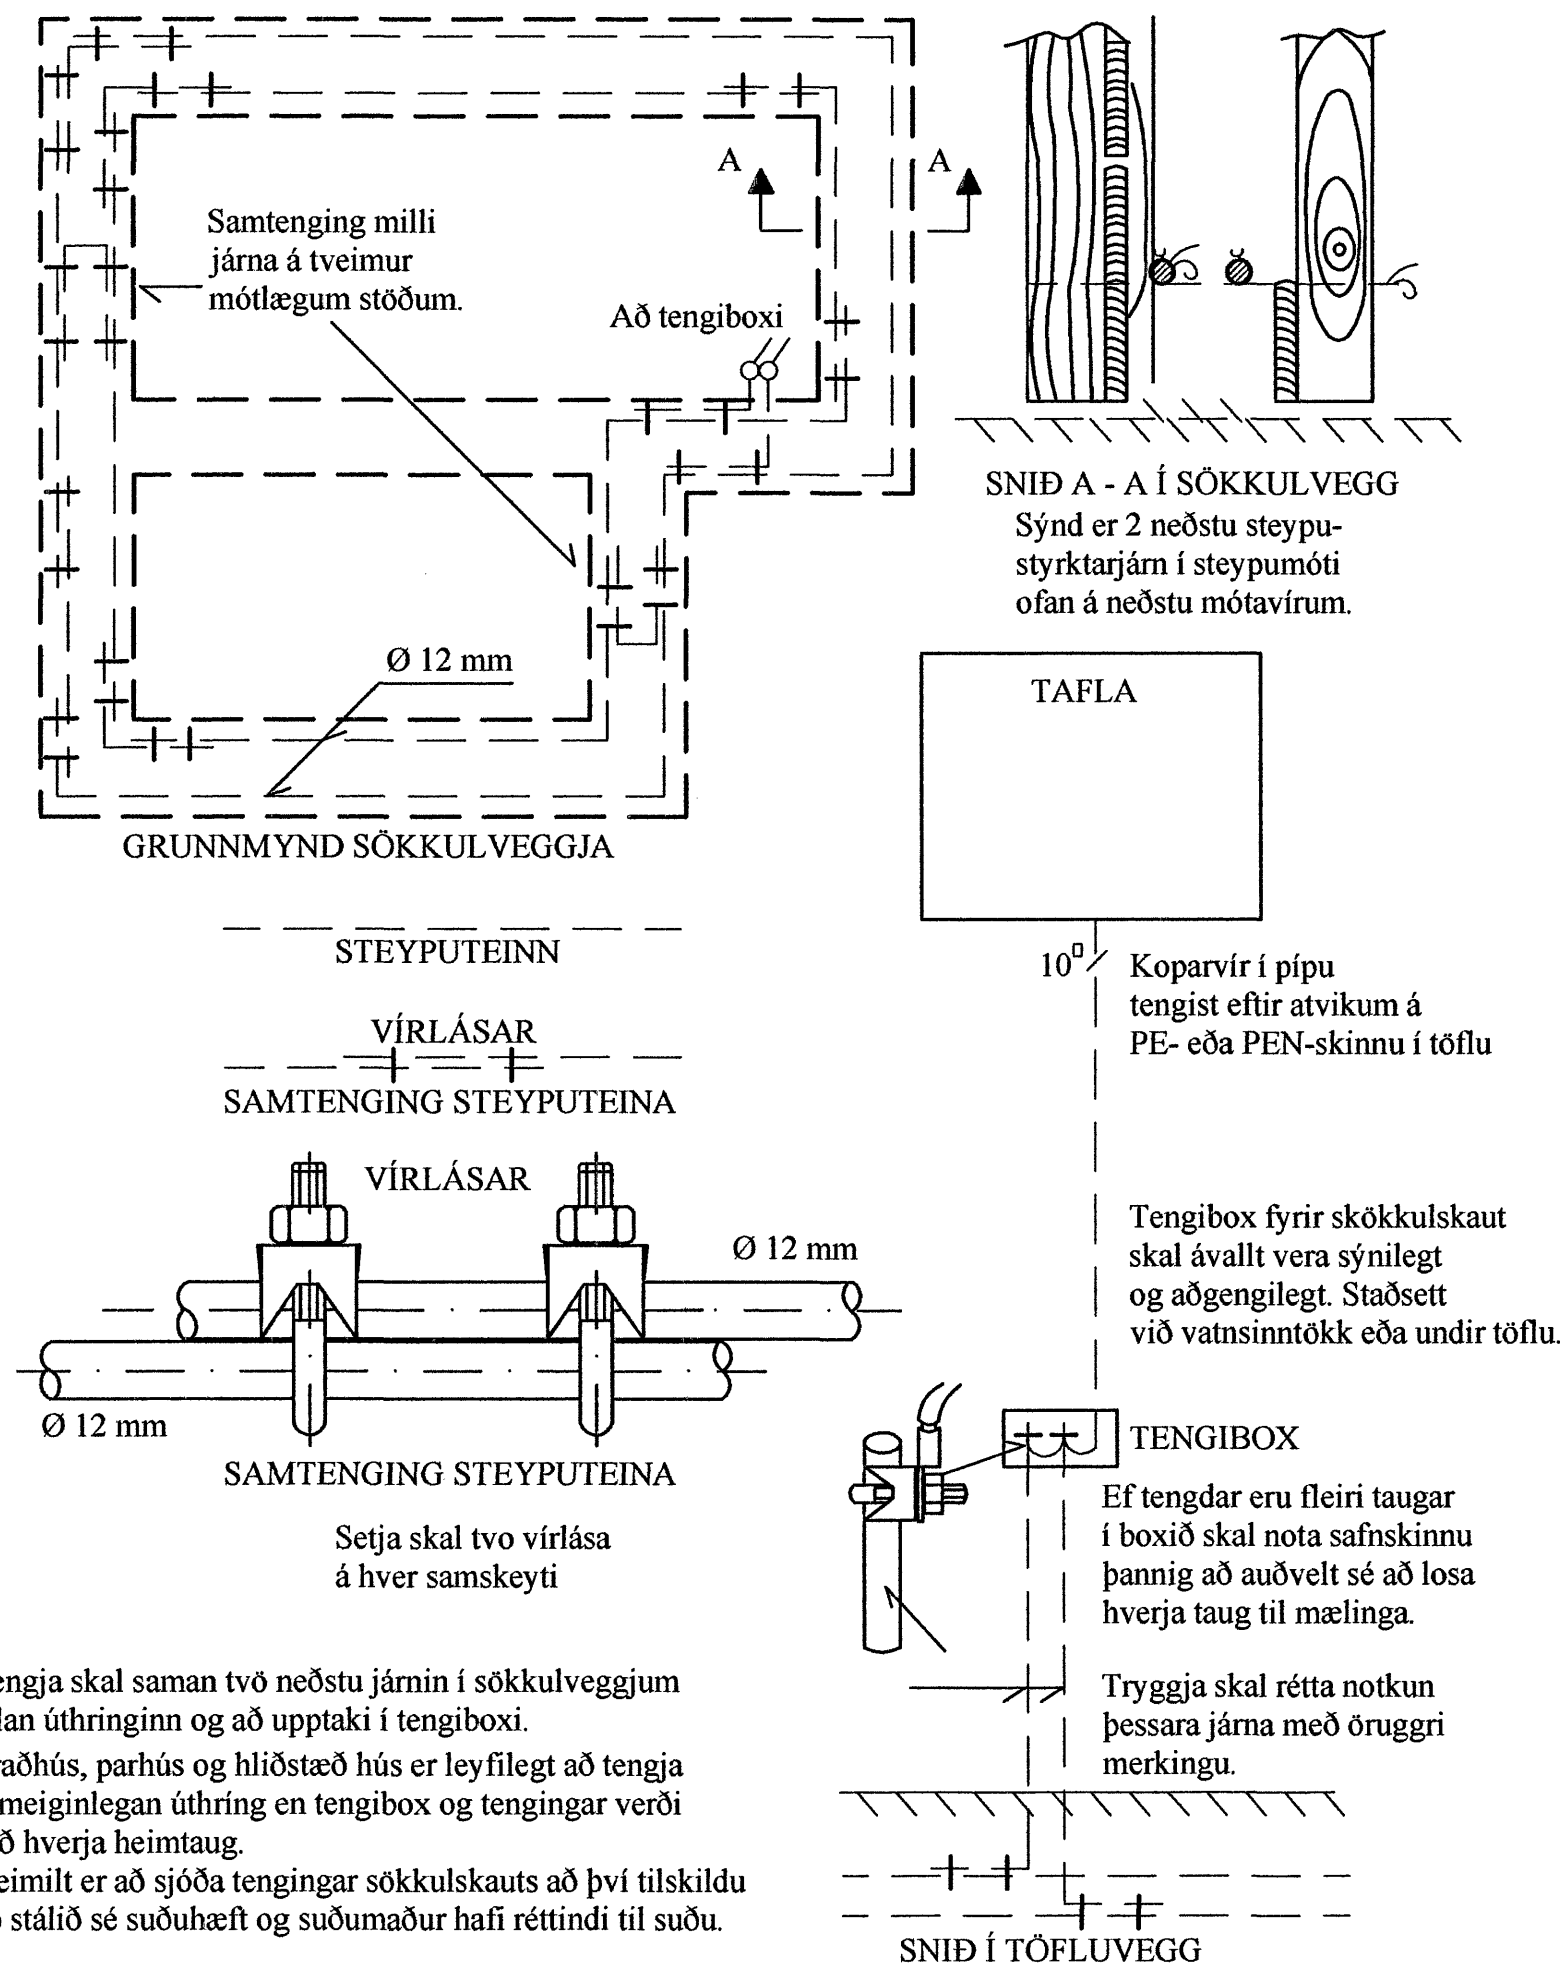 A
A
Samtenging milli
járna á tveimur
mótlægum stöðum.
Að tengiboxi
Ø 12 mm
GRUNNMYND SÖKKULVEGGJA
SNIÐ A - A Í SÖKKULVEGG
Sýnd er 2 neðstu steypu-
styrktarjárn í steypumóti
ofan á neðstu mótavírum.
TAFLA
10▯
Koparvír í pípu
tengist eftir atvikum á
PE- eða PEN-skinnu í töflu
STEYPUTEINN
VÍRLÁSAR
SAMTENGING STEYPUTEINA
VÍRLÁSAR
Ø 12 mm
Ø 12 mm
SAMTENGING STEYPUTEINA
Setja skal tvo vírlása
á hver samskeyti
Tengibox fyrir skökkulskaut
skal ávallt vera sýnilegt
og aðgengilegt. Staðsett
við vatnsinntökk eða undir töflu.
TENGIBOX
Ef tengdar eru fleiri taugar
í boxið skal nota safnskinnu
þannig að auðvelt sé að losa
hverja taug til mælinga.
Tryggja skal rétta notkun
þessara járna með öruggri
merkingu.
SNIÐ Í TÖFLUVEGG
engja skal saman tvö neðstu járnin í sökkulveggjum
lan úthringinn og að upptaki í tengiboxi.
aðhús, parhús og hliðstæð hús er leyfilegt að tengja
meiginlegan úthríng en tengibox og tengingar verði
ð hverja heimtaug.
eimilt er að sjóða tengingar sökkulskauts að því tilskildu
stálið sé suðuhæft og suðumaður hafi réttindi til suðu.